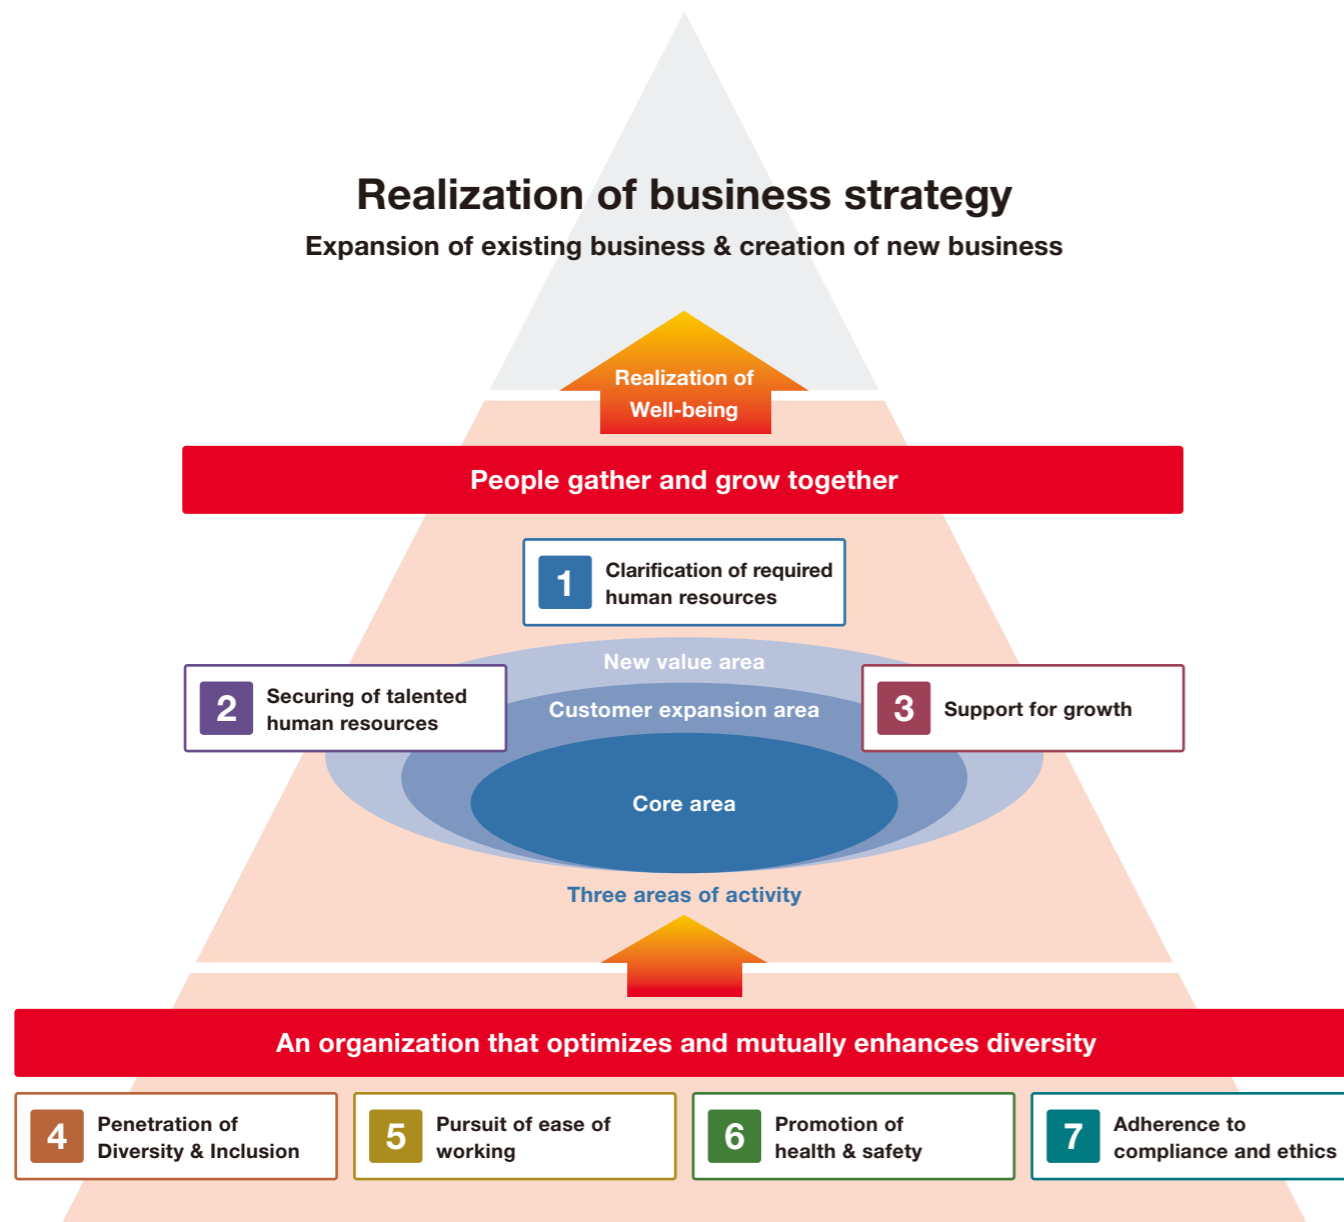 Realization of business strategy
Expansion of existing business & creation of new business
Realization of
Well-being
People gather and grow together
1
Clarification of required
human resources
2
Securing of talented
human resources
New value area
Customer expansion area
Core area
3
Support for growth
Three areas of activity
An organization that optimizes and mutually enhances diversity
4
Penetration of
Diversity & Inclusion
5
Pursuit of ease of
working
6
Promotion of
health & safety
7
Adherence to
compliance and ethics